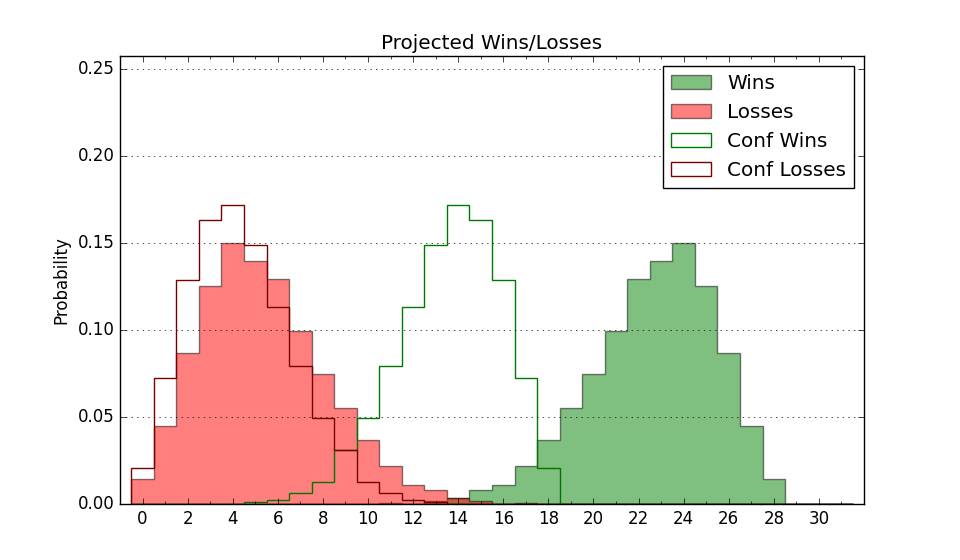 Projected Wins/Losses
0.25
0.20
0.15
0.10
0.05
0.00
Probability
Wins
Losses
Conf Wins
Conf Losses
0 2 4 6 8 10 12 14 16 18 20 22 24 26 28 30